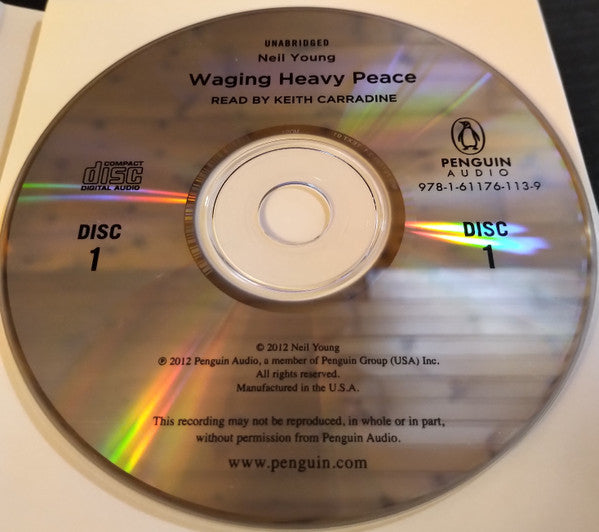 UNABRIDGED
Neil Young
Waging Heavy Peace
READ BY KEITH CARRADINE
COMPACT
disc
DIGITAL AUDIO
PENGUIN
AUDIO
978-1-61176-113-9
DISC
1
DISC
1
© 2012 Neil Young
℗ 2012 Penguin Audio, a member of Penguin Group (USA) Inc.
All rights reserved.
Manufactured in the U.S.A.
This recording may not be reproduced, in whole or in part,
without permission from Penguin Audio.
www.penguin.com